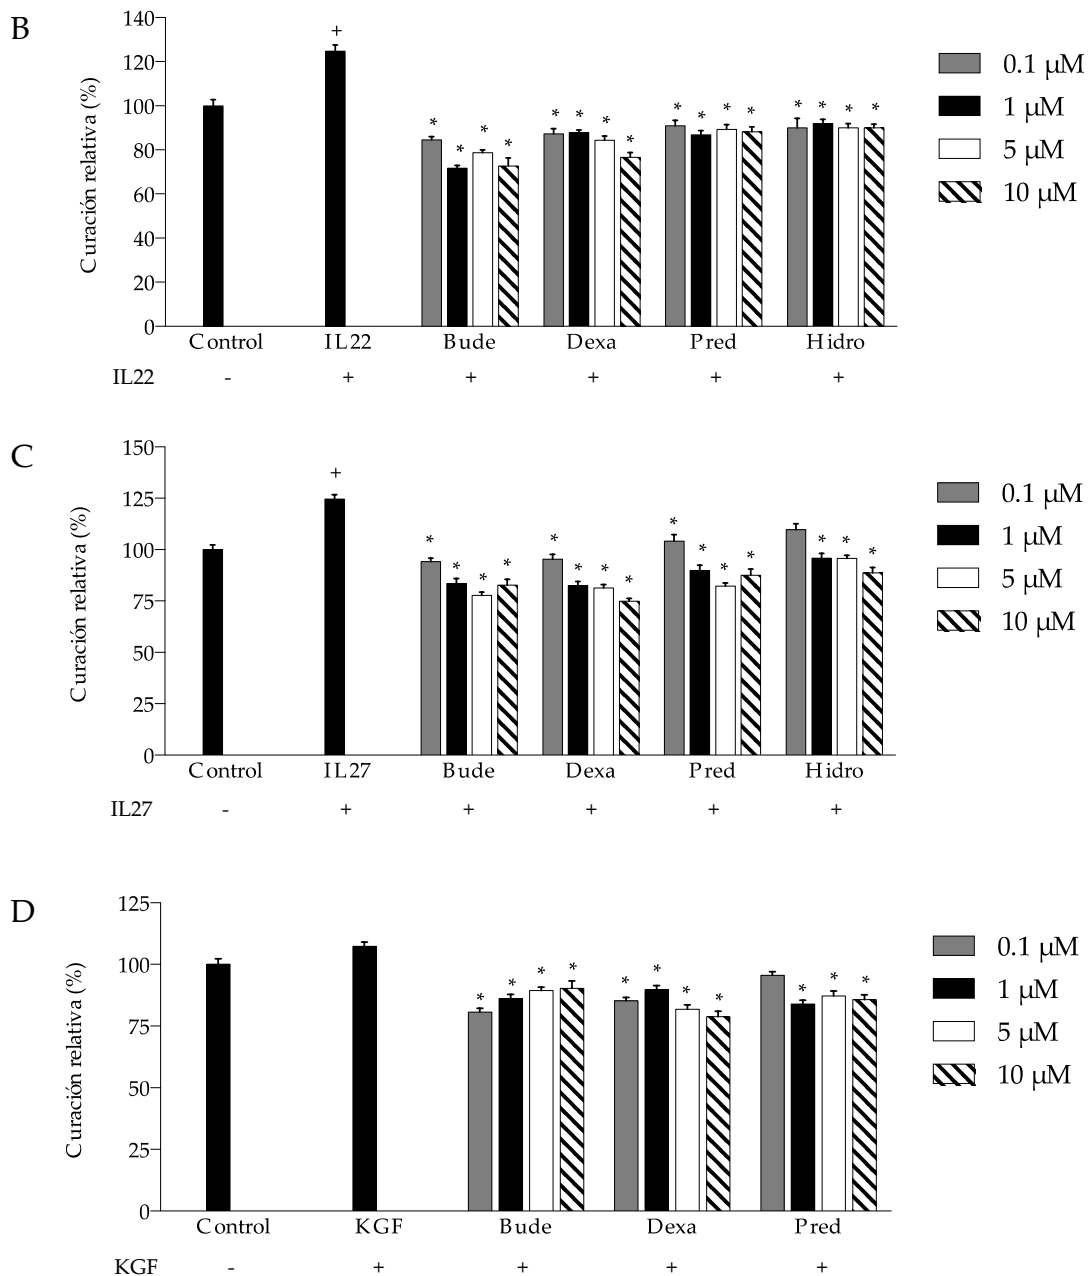 B
140
120
100
80
60
40
20
0
Curación relativa (%)
+
* * * * * * * * * * * * * * * *
Control IL22 Bude Dexa Pred Hidro
IL22 - + + + + +
0.1 µM
1 µM
5 µM
10 µM
C
150
125
100
75
50
25
0
Curación relativa (%)
+
* * * * * * * * * * * * * * *
Control IL27 Bude Dexa Pred Hidro
IL27 - + + + + +
0.1 µM
1 µM
5 µM
10 µM
D
125
100
75
50
25
0
Curación relativa (%)
* * * * * * * * * * *
Control KGF Bude Dexa Pred
KGF - + + + +
0.1 µM
1 µM
5 µM
10 µM